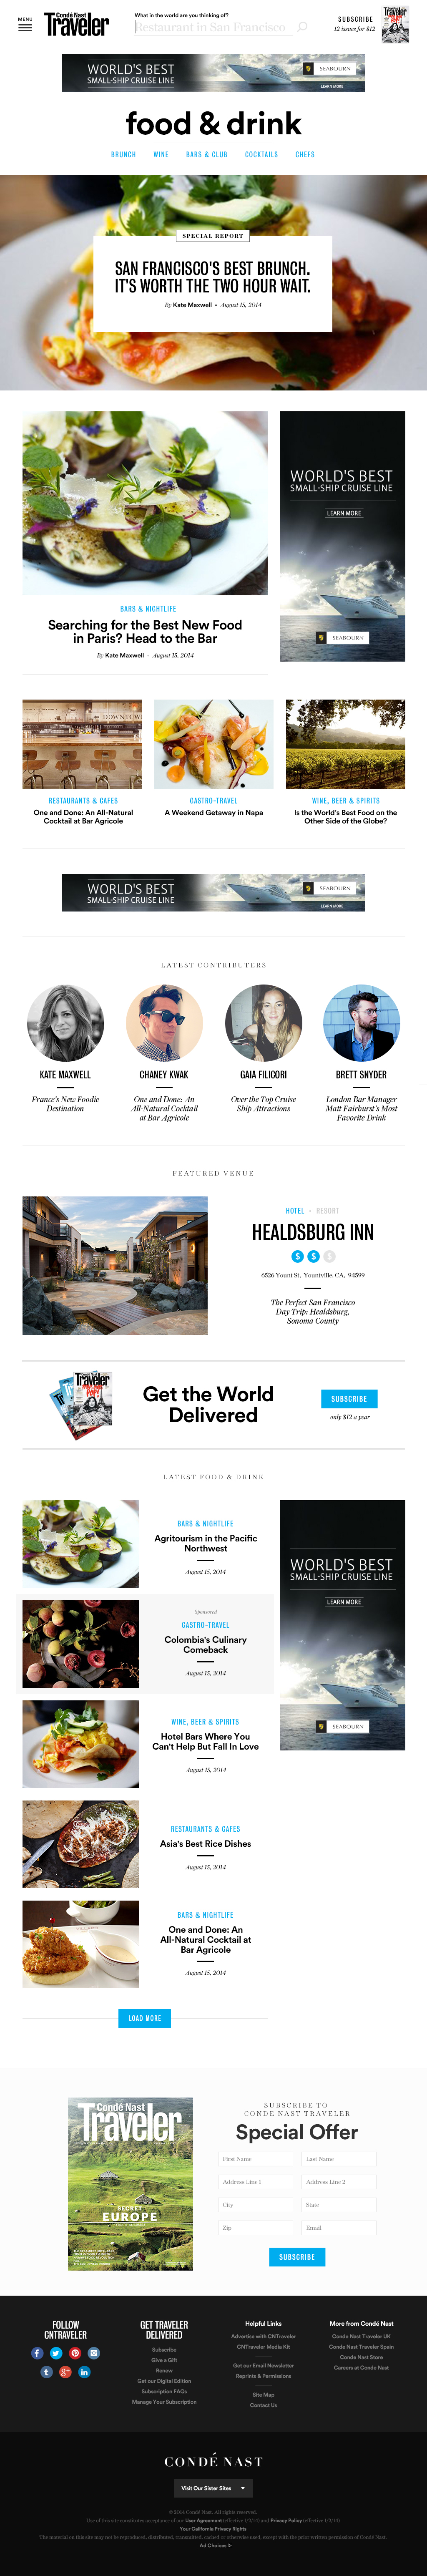 MENU
Condé Nast
Traveler
What in the world are you thinking of?
Restaurant in San Francisco
SUBSCRIBE
12 issues for $12
WORLD'S BEST
SMALL-SHIP CRUISE LINE
SEABOURN
LEARN MORE
food & drink
BRUNCH
WINE
BARS & CLUB
COCKTAILS
CHEFS
SPECIAL REPORT
SAN FRANCISCO'S BEST BRUNCH.
IT'S WORTH THE TWO HOUR WAIT.
By Kate Maxwell • August 15, 2014
WORLD'S BEST
SMALL-SHIP CRUISE LINE
LEARN MORE
SEABOURN
BARS & NIGHTLIFE
Searching for the Best New Food
in Paris? Head to the Bar
By Kate Maxwell · August 15, 2014
DOWNTOW
RESTAURANTS & CAFES
One and Done: An All-Natural
Cocktail at Bar Agricole
GASTRO-TRAVEL
A Weekend Getaway in Napa
WINE, BEER & SPIRITS
Is the World's Best Food on the
Other Side of the Globe?
WORLD'S BEST
SMALL-SHIP CRUISE LINE
SEABOURN
LEARN MORE
LATEST CONTRIBUTERS
KATE MAXWELL
France's New Foodie
Destination
CHANEY KWAK
One and Done: An
All-Natural Cocktail
at Bar Agricole
GAIA FILICORI
Over the Top Cruise
Ship Attractions
BRETT SNYDER
London Bar Manager
Matt Fairhurst's Most
Favorite Drink
FEATURED VENUE
HOTEL · RESORT
HEALDSBURG INN
$ $ $
6526 Yount St, Yountville, CA, 94599
The Perfect San Francisco
Day Trip: Healdsburg,
Sonoma County
Traveler
Get the World
Delivered
SUBSCRIBE
only $12 a year
LATEST FOOD & DRINK
BARS & NIGHTLIFE
Agritourism in the Pacific
Northwest
August 15, 2014
Sponsored
GASTRO-TRAVEL
Colombia's Culinary
Comeback
August 15, 2014
WINE, BEER & SPIRITS
Hotel Bars Where You
Can't Help But Fall In Love
August 15, 2014
RESTAURANTS & CAFES
Asia's Best Rice Dishes
August 15, 2014
BARS & NIGHTLIFE
One and Done: An
All-Natural Cocktail at
Bar Agricole
August 15, 2014
WORLD'S BEST
SMALL-SHIP CRUISE LINE
LEARN MORE
SEABOURN
LOAD MORE
Condé Nast
Traveler
SECRET
EUROPE
SUBSCRIBE TO
CONDE NAST TRAVELER
Special Offer
First Name
Last Name
Address Line 1
Address Line 2
City
State
Zip
Email
SUBSCRIBE
FOLLOW
CNTRAVELER
GET TRAVELER
DELIVERED
Subscribe
Give a Gift
Renew
Get our Digital Edition
Subscription FAQs
Manage Your Subscription
Helpful Links
Advertise with CNTraveler
CNTraveler Media Kit
Get our Email Newsletter
Reprints & Permissions
Site Map
Contact Us
More from Condé Nast
Conde Nast Traveler UK
Conde Nast Traveler Spain
Conde Nast Store
Careers at Conde Nast
CONDÉ NAST
Visit Our Sister Sites
© 2014 Condé Nast. All rights reserved.
Use of this site constitutes acceptance of our User Agreement (effective 1/2/14) and Privacy Policy (effective 1/2/14)
Your California Privacy Rights
The material on this site may not be reproduced, distributed, transmitted, cached or otherwise used, except with the prior written permission of Condé Nast.
Ad Choices